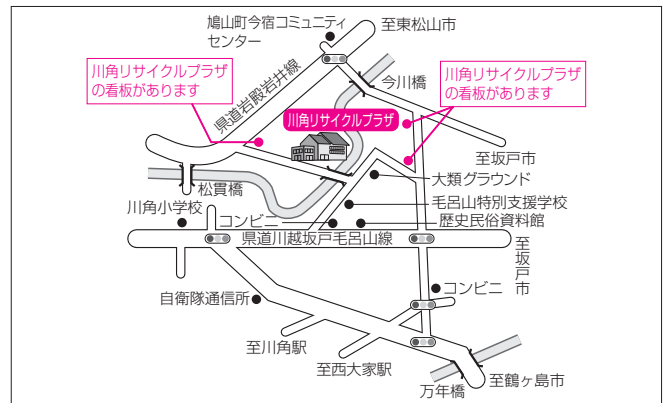 鳩山町今宿コミュニティ
センター
至東松山市
川角リサイクルプラザ
の看板があります
県道岩殿岩井線
今川橋
川角リサイクルプラザ
の看板があります
川角リサイクルプラザ
至坂戸市
大類グラウンド
松貫橋
毛呂山特別支援学校
川角小学校
コンビニ
歴史民俗資料館
県道川越坂戸毛呂山線
至坂戸市
コンビニ
自衛隊通信所
至川角駅
至西大家駅
万年橋
至鶴ヶ島市